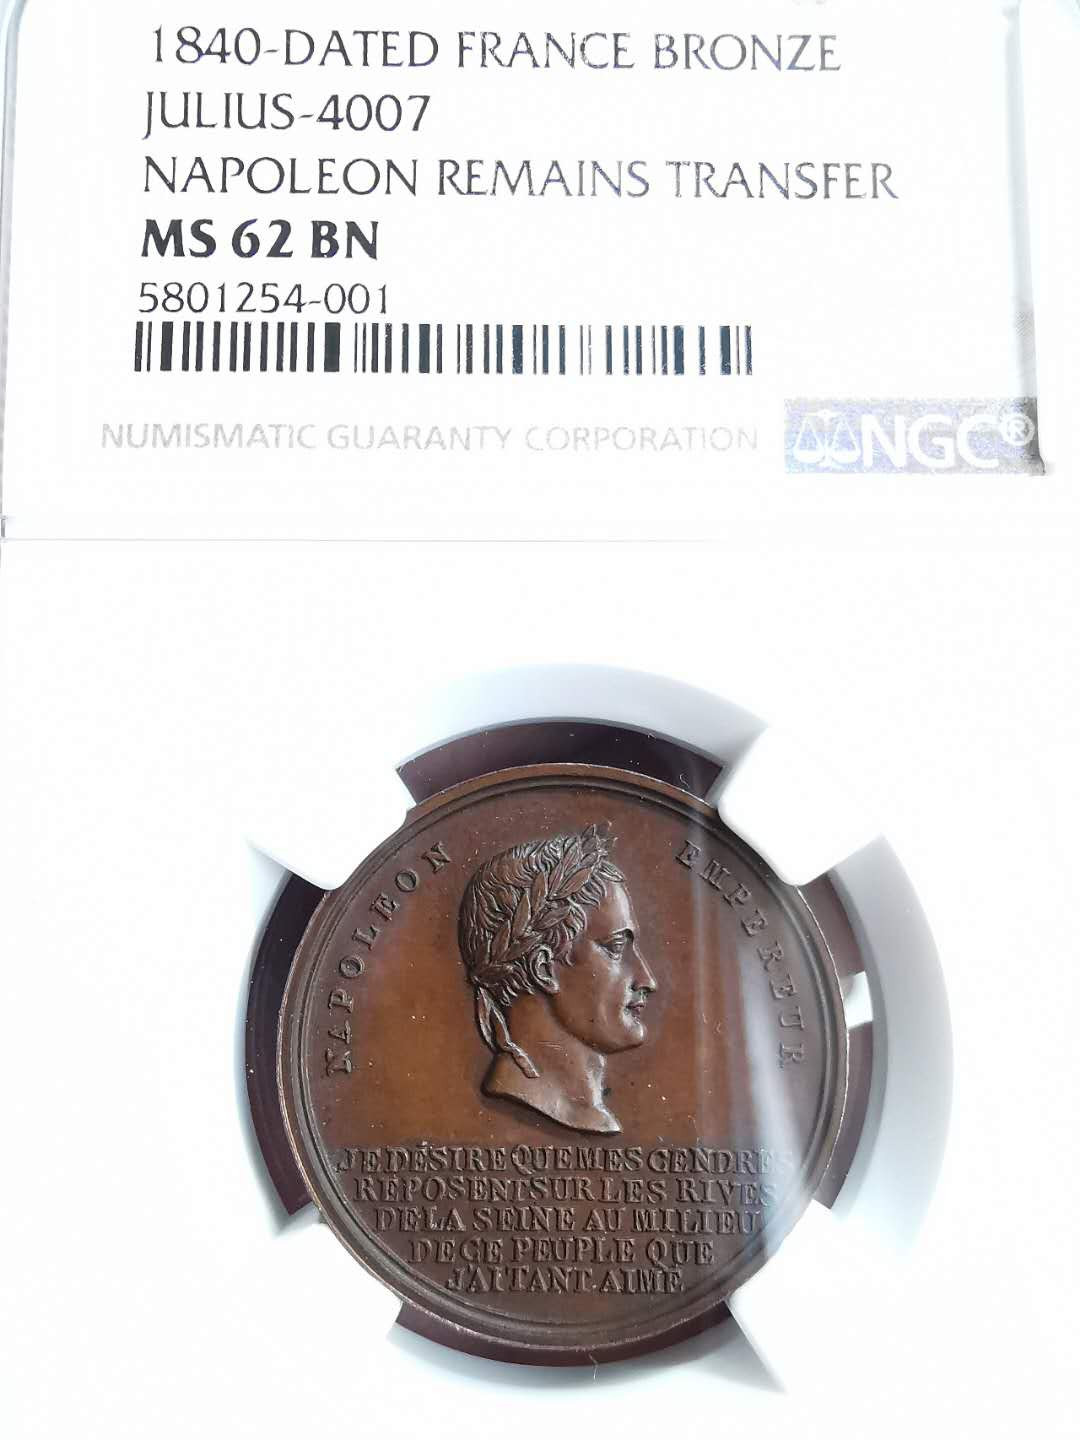 1840-DATED FRANCE BRONZE
JULIUS-4007
NAPOLEON REMAINS TRANSFER
MS 62 BN
5801254-001
NUMISMATIC GUARANTY CORPORATION
NGC®
NAPOLEON EMPEREUR
JE DÉSIRE QUE MES CENDRES
REPOSENT SUR LES RIVES
DE LA SEINE AU MILIEU
DE CE PEUPLE QUE
J'AI TANT AIMÉ